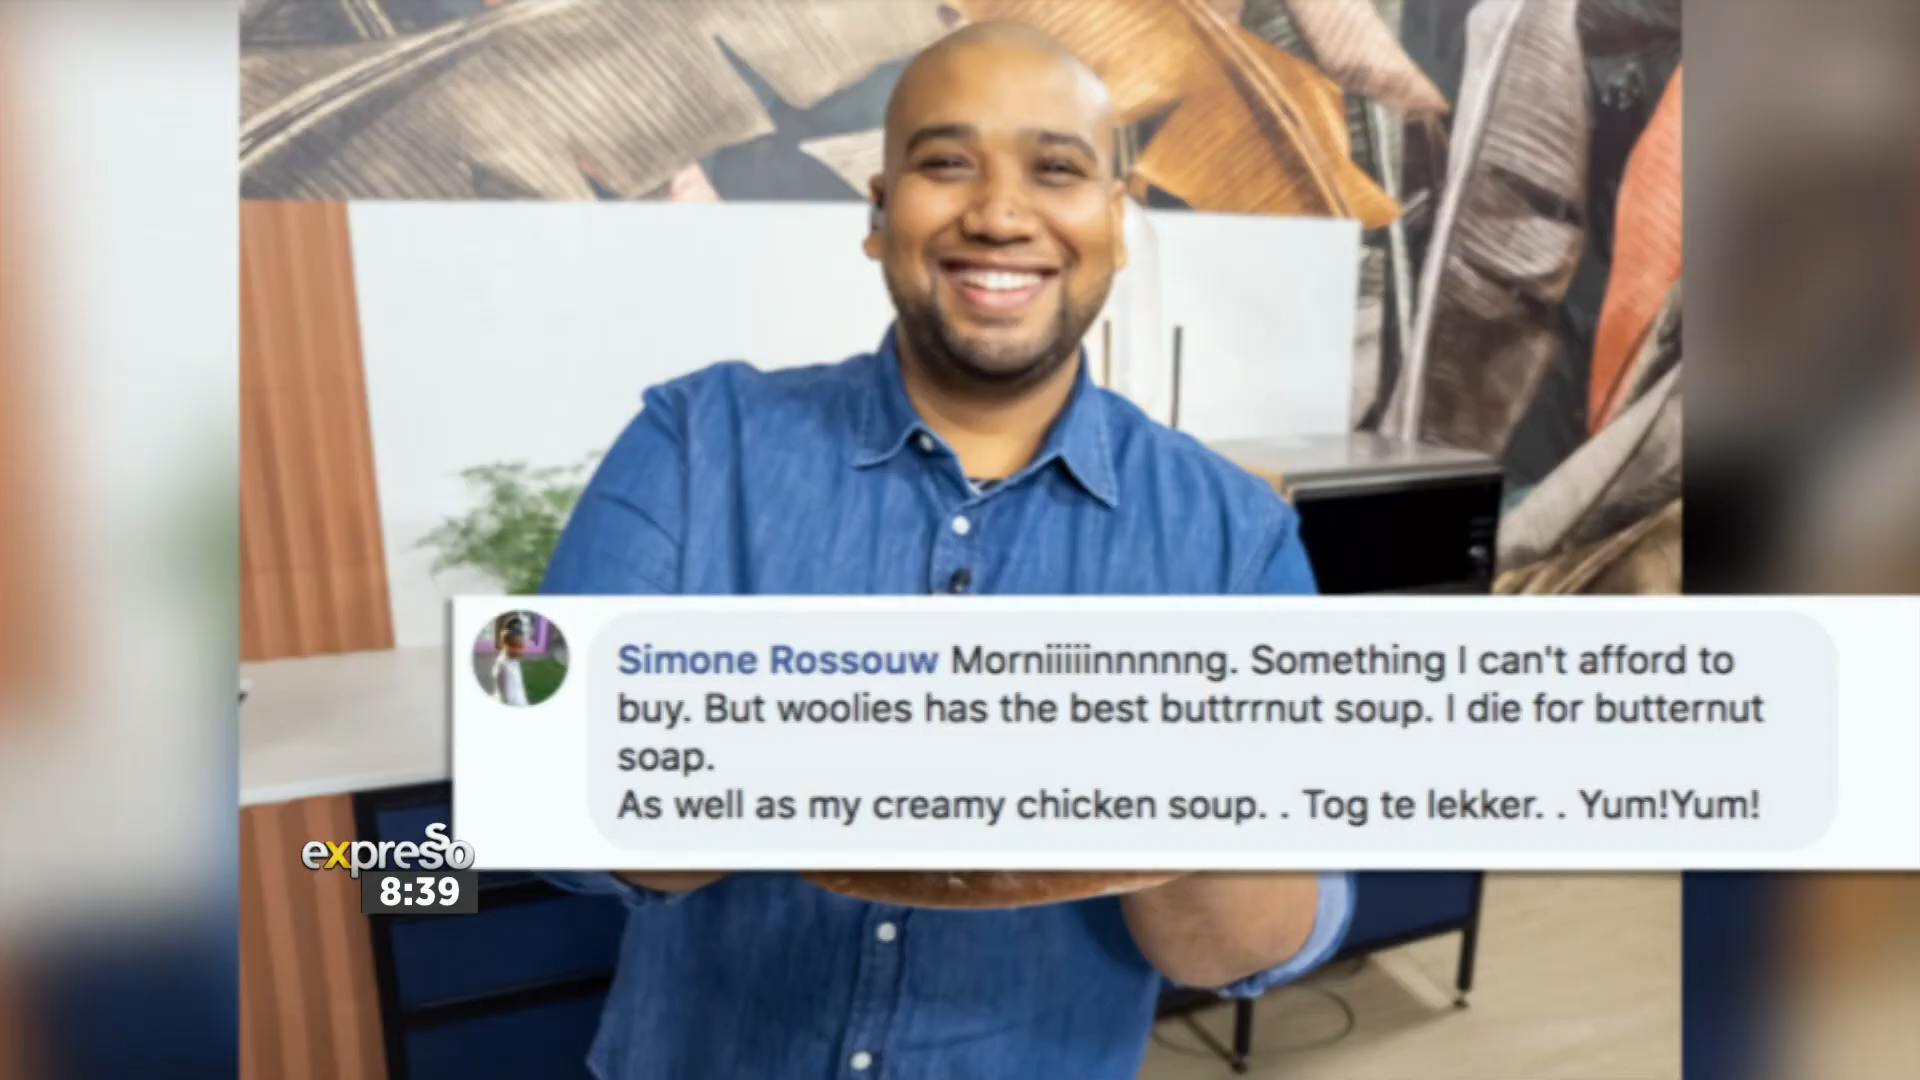 Simone Rossouw Morniiiiiinnnnng. Something I can't afford to
buy. But woolies has the best buttrrnut soup. I die for butternut
soap.
As well as my creamy chicken soup. . Tog te lekker. . Yum!Yum!
expresso
8:39